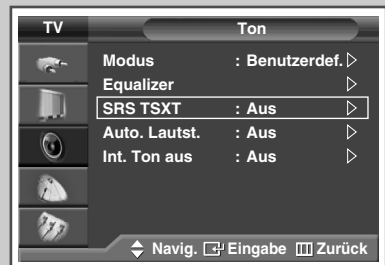 TV Ton
Modus : Benutzerdef.
Equalizer
SRS TSXT : Aus
Auto. Lautst. : Aus
Int. Ton aus : Aus
Navig. Eingabe Zurück